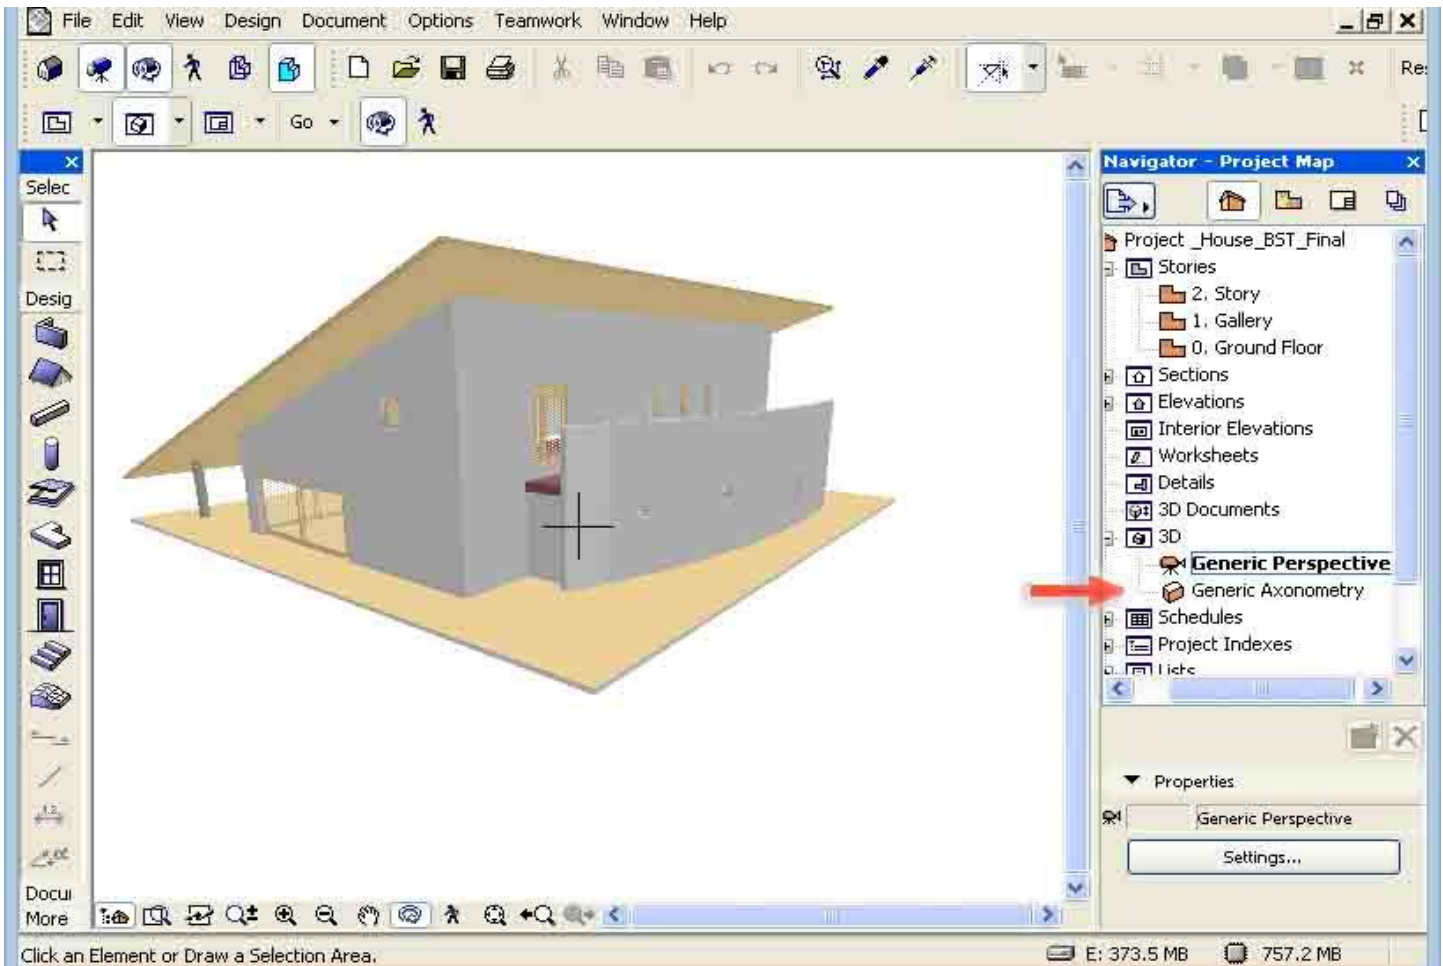 File Edit View Design Document Options Teamwork Window Help
Go
Selec
Desig
Docui
More
Navigator - Project Map
Project _House_BST_Final
Stories
2. Story
1. Gallery
0. Ground Floor
Sections
Elevations
Interior Elevations
Worksheets
Details
3D Documents
3D
Generic Perspective
Generic Axonometry
Schedules
Project Indexes
Lists
Properties
Generic Perspective
Settings...
Click an Element or Draw a Selection Area.
E: 373.5 MB
757.2 MB